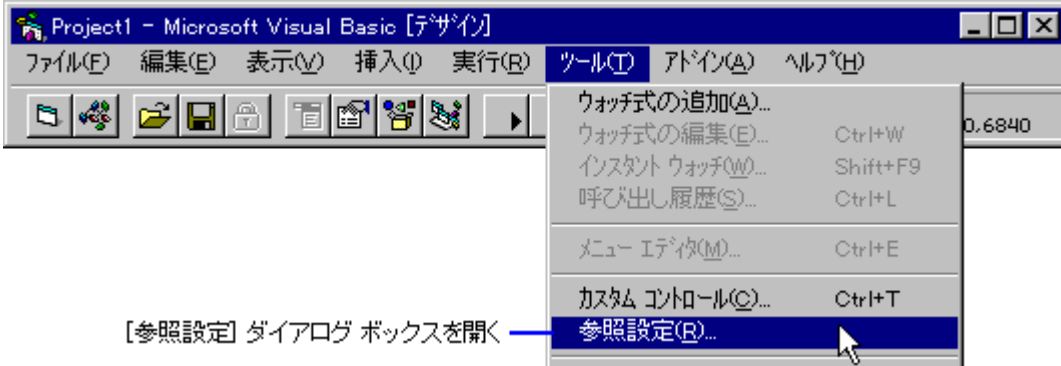 Project1 - Microsoft Visual Basic [ﾃﾞｻﾞｲﾝ]
ﾌｧｲﾙ(F) 編集(E) 表示(V) 挿入(I) 実行(R) ﾂｰﾙ(T) ｱﾄﾞｲﾝ(A) ﾍﾙﾌﾟ(H)
ウォッチ式の追加(A)...
0,6840
ウォッチ式の編集(E)... Ctrl+W
インスタント ウォッチ(W)... Shift+F9
呼び出し履歴(S)... Ctrl+L
メニュー エディタ(M)... Ctrl+E
カスタム コントロール(C)... Ctrl+T
[参照設定] ダイアログ ボックスを開く
参照設定(R)...